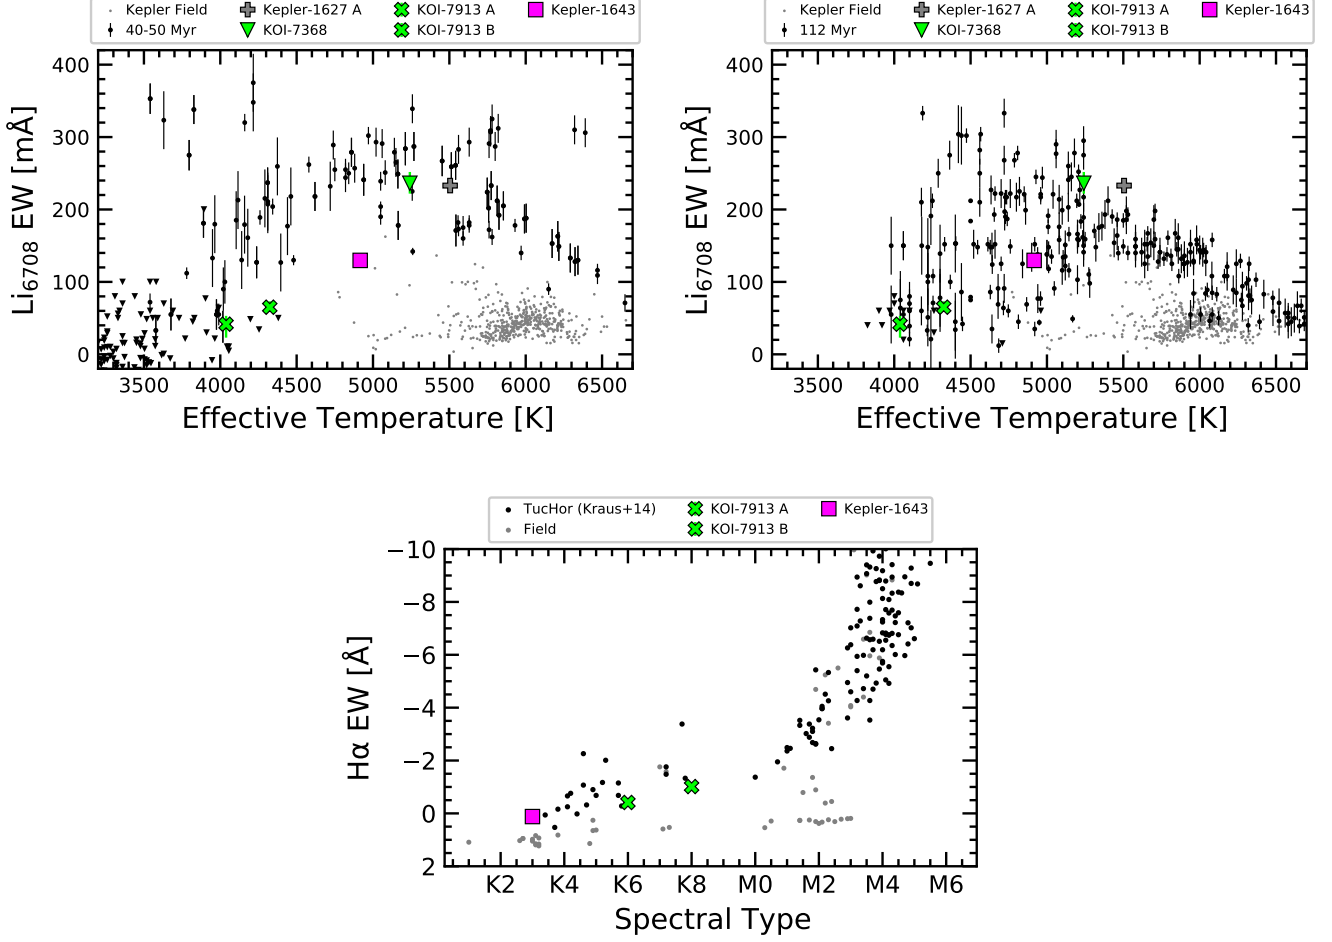 Kepler Field Kepler-1627 A KOI-7913 A Kepler-1643
40-50 Myr KOI-7368 KOI-7913 B
400
300
200
100
0
Li6708 EW [mÅ]
3500 4000 4500 5000 5500 6000 6500
Effective Temperature [K]
Kepler Field Kepler-1627 A KOI-7913 A Kepler-1643
112 Myr KOI-7368 KOI-7913 B
400
300
200
100
0
Li6708 EW [mÅ]
3500 4000 4500 5000 5500 6000 6500
Effective Temperature [K]
TucHor (Kraus+14) KOI-7913 A Kepler-1643
Field KOI-7913 B
−10
−8
−6
−4
−2
0
2
Hα EW [Å]
K2 K4 K6 K8 M0 M2 M4 M6
Spectral Type